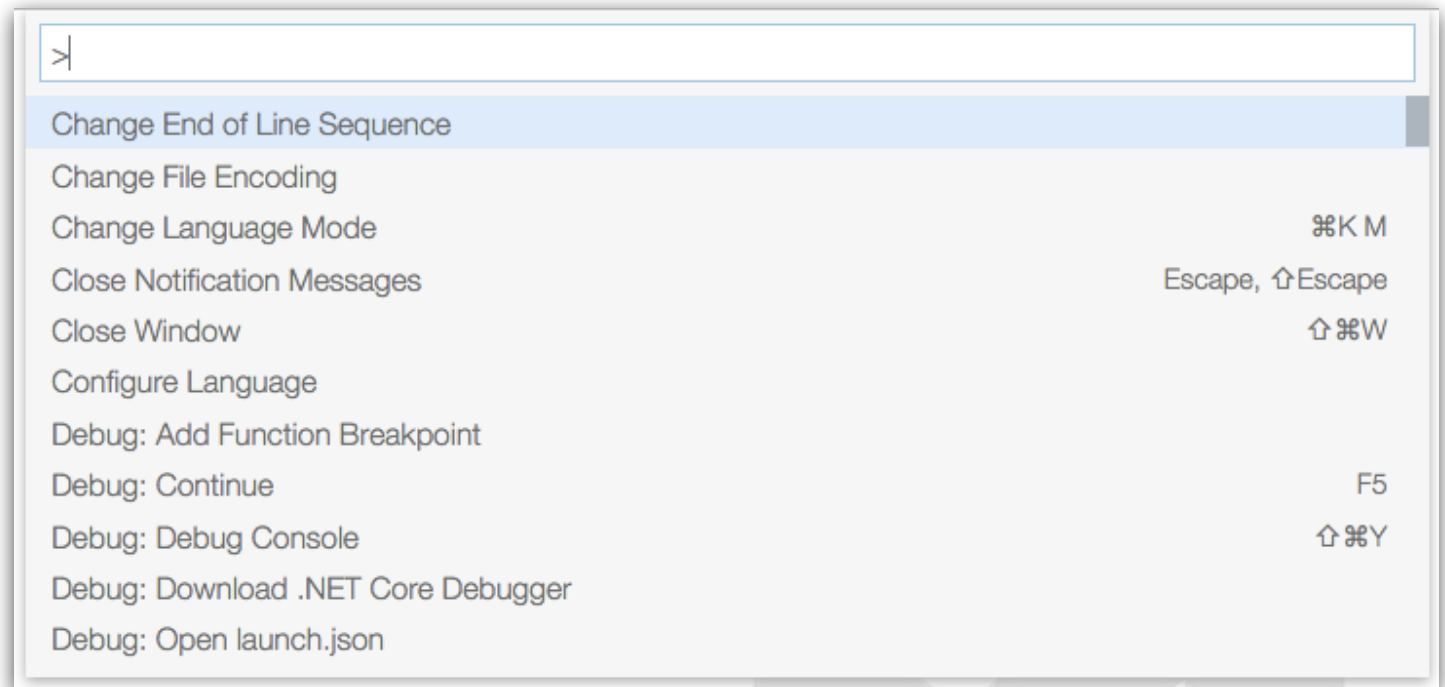 >
Change End of Line Sequence
Change File Encoding
Change Language Mode ⌘K M
Close Notification Messages Escape, ⇧Escape
Close Window ⇧⌘W
Configure Language
Debug: Add Function Breakpoint
Debug: Continue F5
Debug: Debug Console ⇧⌘Y
Debug: Download .NET Core Debugger
Debug: Open launch.json